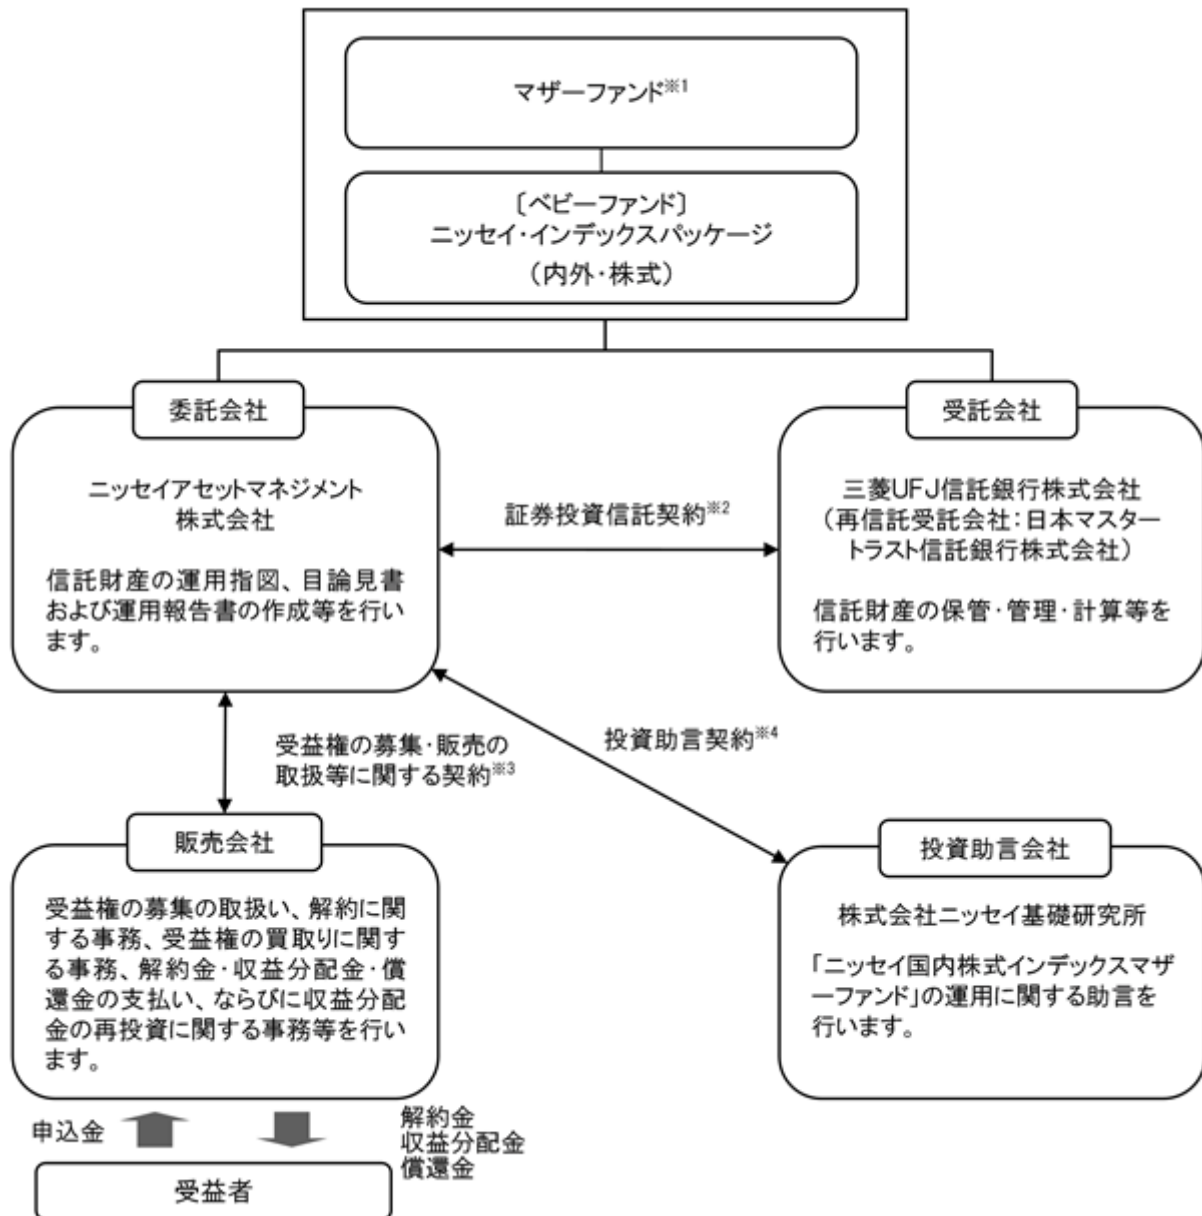 マザーファンド※1
〔ベビーファンド〕
ニッセイ・インデックスパッケージ
（内外・株式）
委託会社
ニッセイアセットマネジメント
株式会社
信託財産の運用指図、目論見書
および運用報告書の作成等を行い
ます。
証券投資信託契約※2
受託会社
三菱UFJ信託銀行株式会社
（再信託受託会社：日本マスター
トラスト信託銀行株式会社）
信託財産の保管・管理・計算等を
行います。
受益権の募集・販売の
取扱等に関する契約※3
投資助言契約※4
販売会社
受益権の募集の取扱い、解約に関
する事務、受益権の買取りに関す
る事務、解約金・収益分配金・償
還金の支払い、ならびに収益分配
金の再投資に関する事務等を行い
ます。
投資助言会社
株式会社ニッセイ基礎研究所
「ニッセイ国内株式インデックスマザ
ーファンド」の運用に関する助言を
行います。
申込金
解約金
収益分配金
償還金
受益者